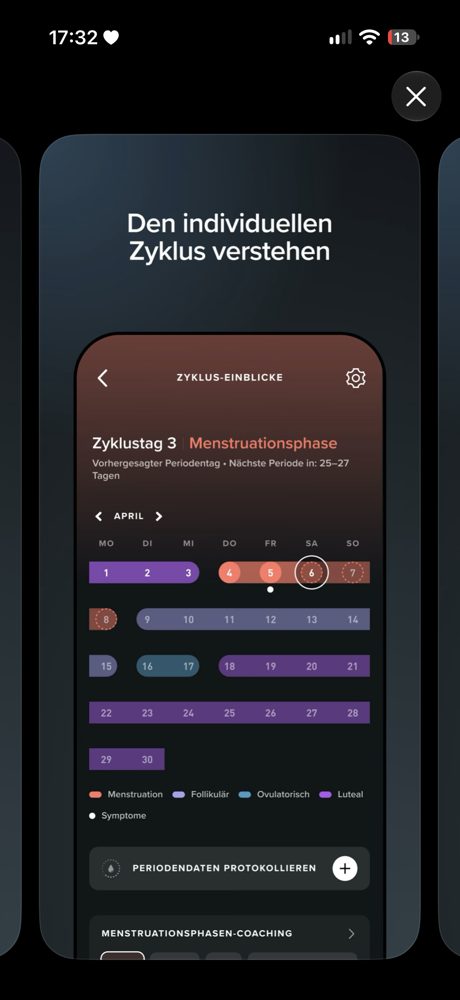 17:32
13
Den individuellen
Zyklus verstehen
ZYKLUS-EINBLICKE
Zyklustag 3 | Menstruationsphase
Vorhergesagter Periodentag • Nächste Periode in: 25–27
Tagen
APRIL
MO DI MI DO FR SA SO
1 2 3 4 5 6 7
8 9 10 11 12 13 14
15 16 17 18 19 20 21
22 23 24 25 26 27 28
29 30
Menstruation Follikulär Ovulatorisch Luteal
Symptome
PERIODENDATEN PROTOKOLLIEREN
MENSTRUATIONSPHASEN-COACHING